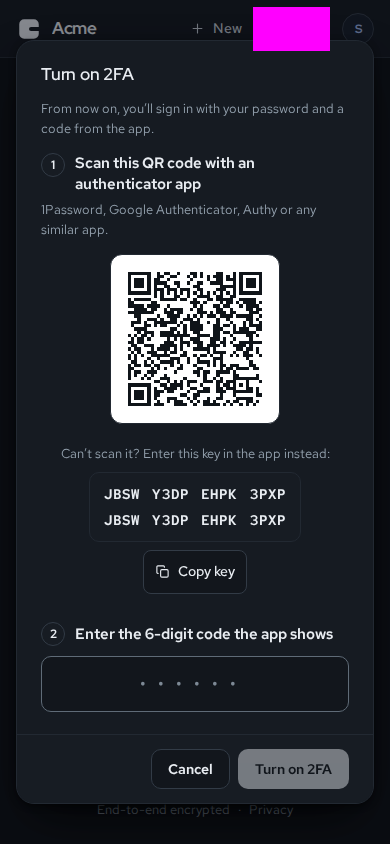 Acme
+ New
S
Turn on 2FA
From now on, you'll sign in with your password and a
code from the app.
1
Scan this QR code with an
authenticator app
1Password, Google Authenticator, Authy or any
similar app.
Can't scan it? Enter this key in the app instead:
JBSW Y3DP EHPK 3PXP
JBSW Y3DP EHPK 3PXP
Copy key
2
Enter the 6-digit code the app shows
• • • • • •
Cancel
Turn on 2FA
End-to-end encrypted · Privacy